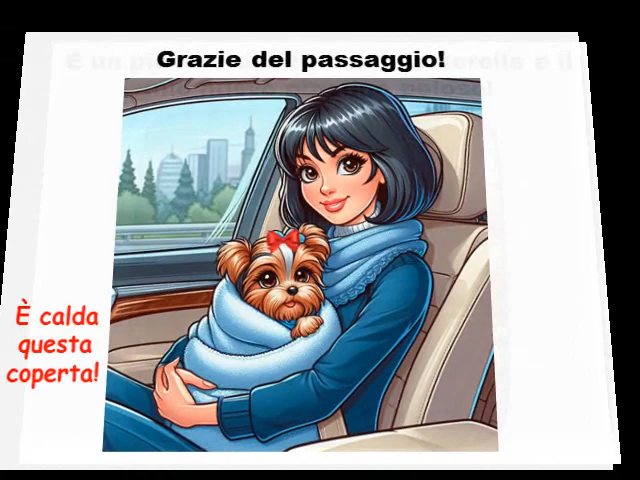 Grazie del passaggio!
È calda
questa
coperta!